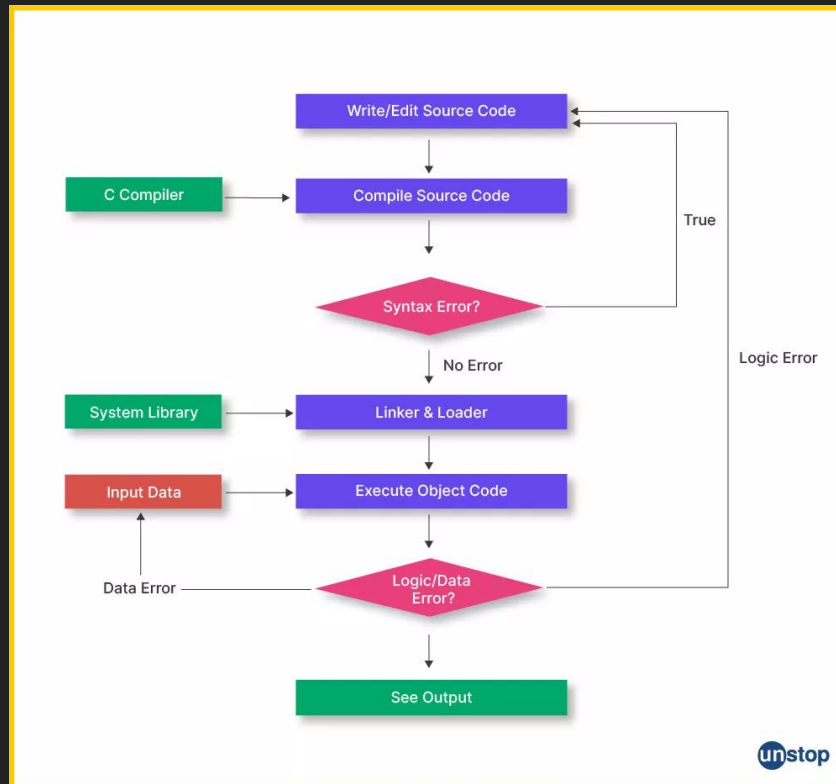 Write/Edit Source Code
C Compiler
Compile Source Code
True
Syntax Error?
Logic Error
No Error
System Library
Linker & Loader
Input Data
Execute Object Code
Logic/Data
Error?
Data Error
See Output
unstop